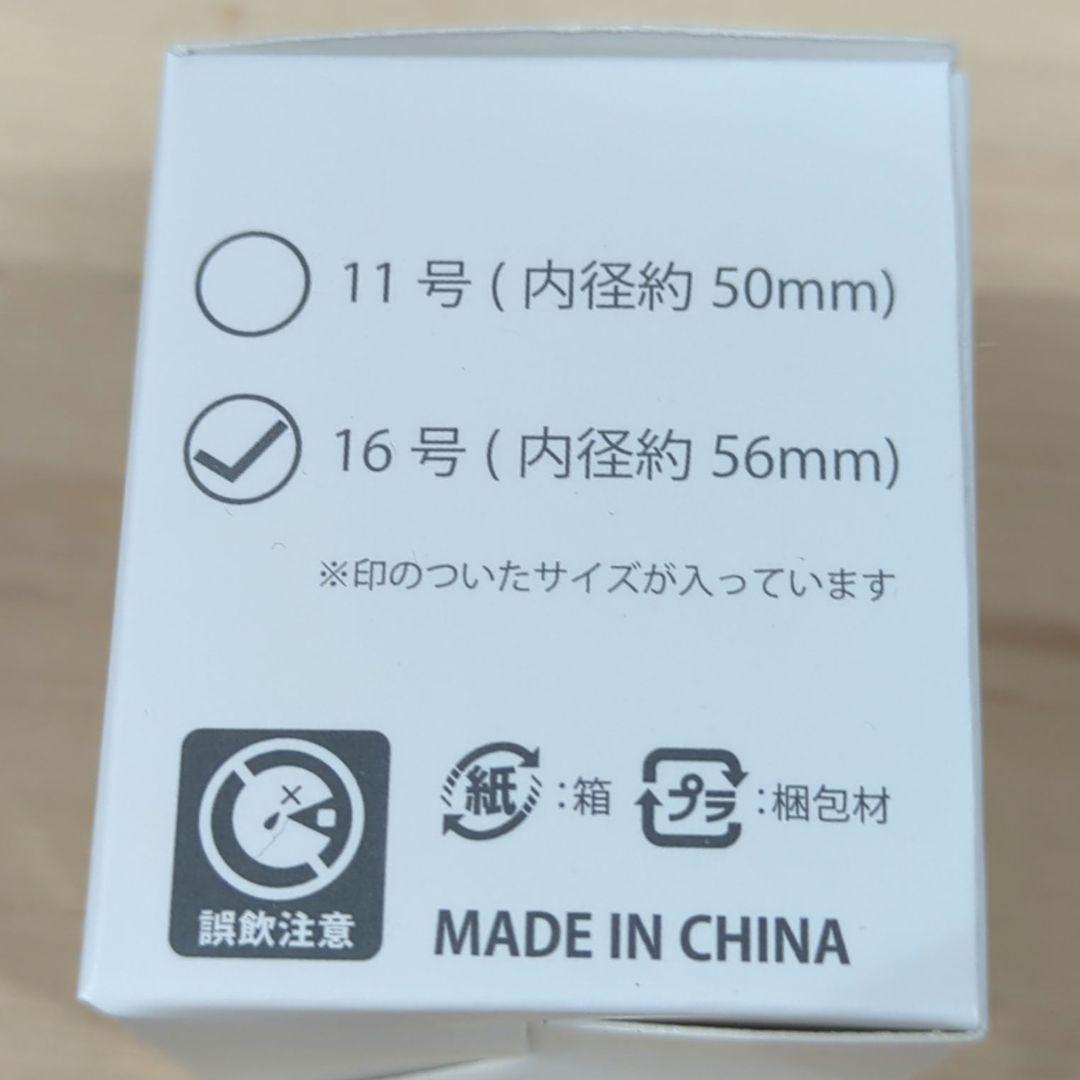 11 号 ( 内径約 50mm)
16 号 ( 内径約 56mm)
※印のついたサイズが入っています
誤飲注意
紙 :箱
プラ :梱包材
MADE IN CHINA